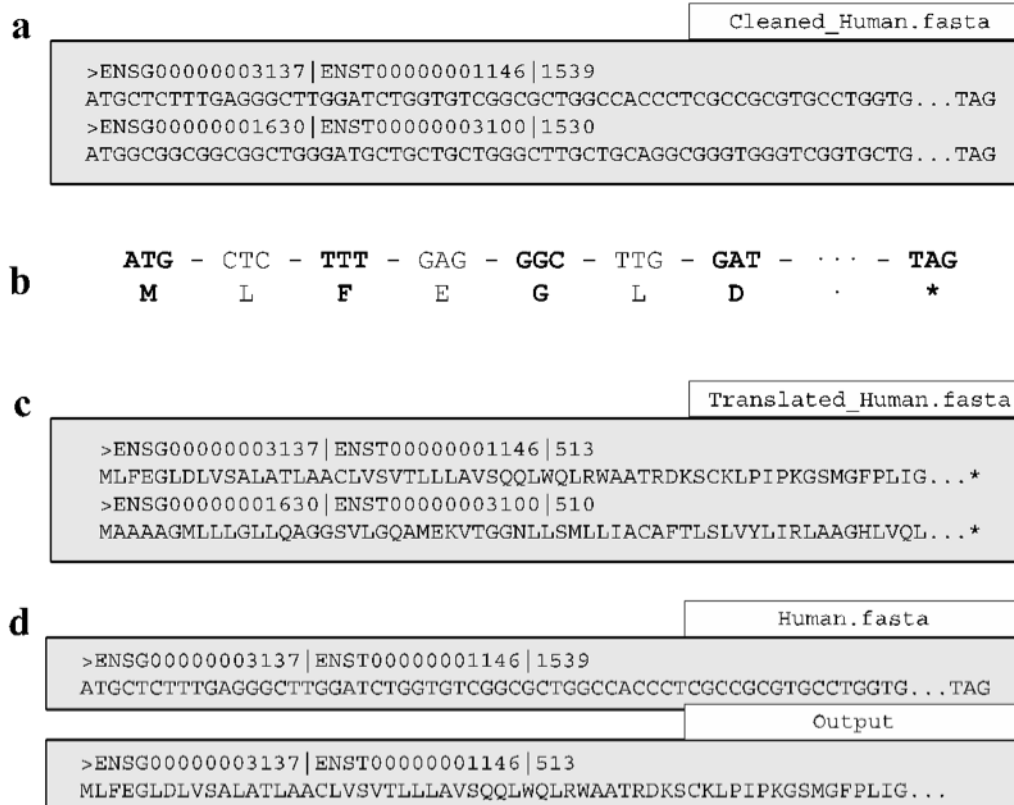 a
Cleaned_Human.fasta
>ENSG00000003137|ENST00000001146|1539
ATGCTCTTTGAGGGCTTGGATCTGGTGTCGGCGCTGGCCACCCTCGCCGCGTGCCTGGTG...TAG
>ENSG00000001630|ENST00000003100|1530
ATGGCGGCGGCGGCTGGGATGCTGCTGCTGGGCTTGCTGCAGGCGGGTGGGTCGGTGCTG...TAG
b
ATG – CTC – TTT – GAG – GGC – TTG – GAT – ··· – TAG
M L F E G L D · *
c
Translated_Human.fasta
>ENSG00000003137|ENST00000001146|513
MLFEGLDLVSALATLAACLVSVTLLLAVSQQLWQLRWAATRDKSCKLPIPKGSMGFPLIG...*
>ENSG00000001630|ENST00000003100|510
MAAAAGMLLLGLLQAGGSVLGQAMEKVTGGNLLSMLLIACAFTLSLVYLIRLAAGHLVQL...*
d
Human.fasta
>ENSG00000003137|ENST00000001146|1539
ATGCTCTTTGAGGGCTTGGATCTGGTGTCGGCGCTGGCCACCCTCGCCGCGTGCCTGGTG...TAG
Output
>ENSG00000003137|ENST00000001146|513
MLFEGLDLVSALATLAACLVSVTLLLAVSQQLWQLRWAATRDKSCKLPIPKGSMGFPLIG...